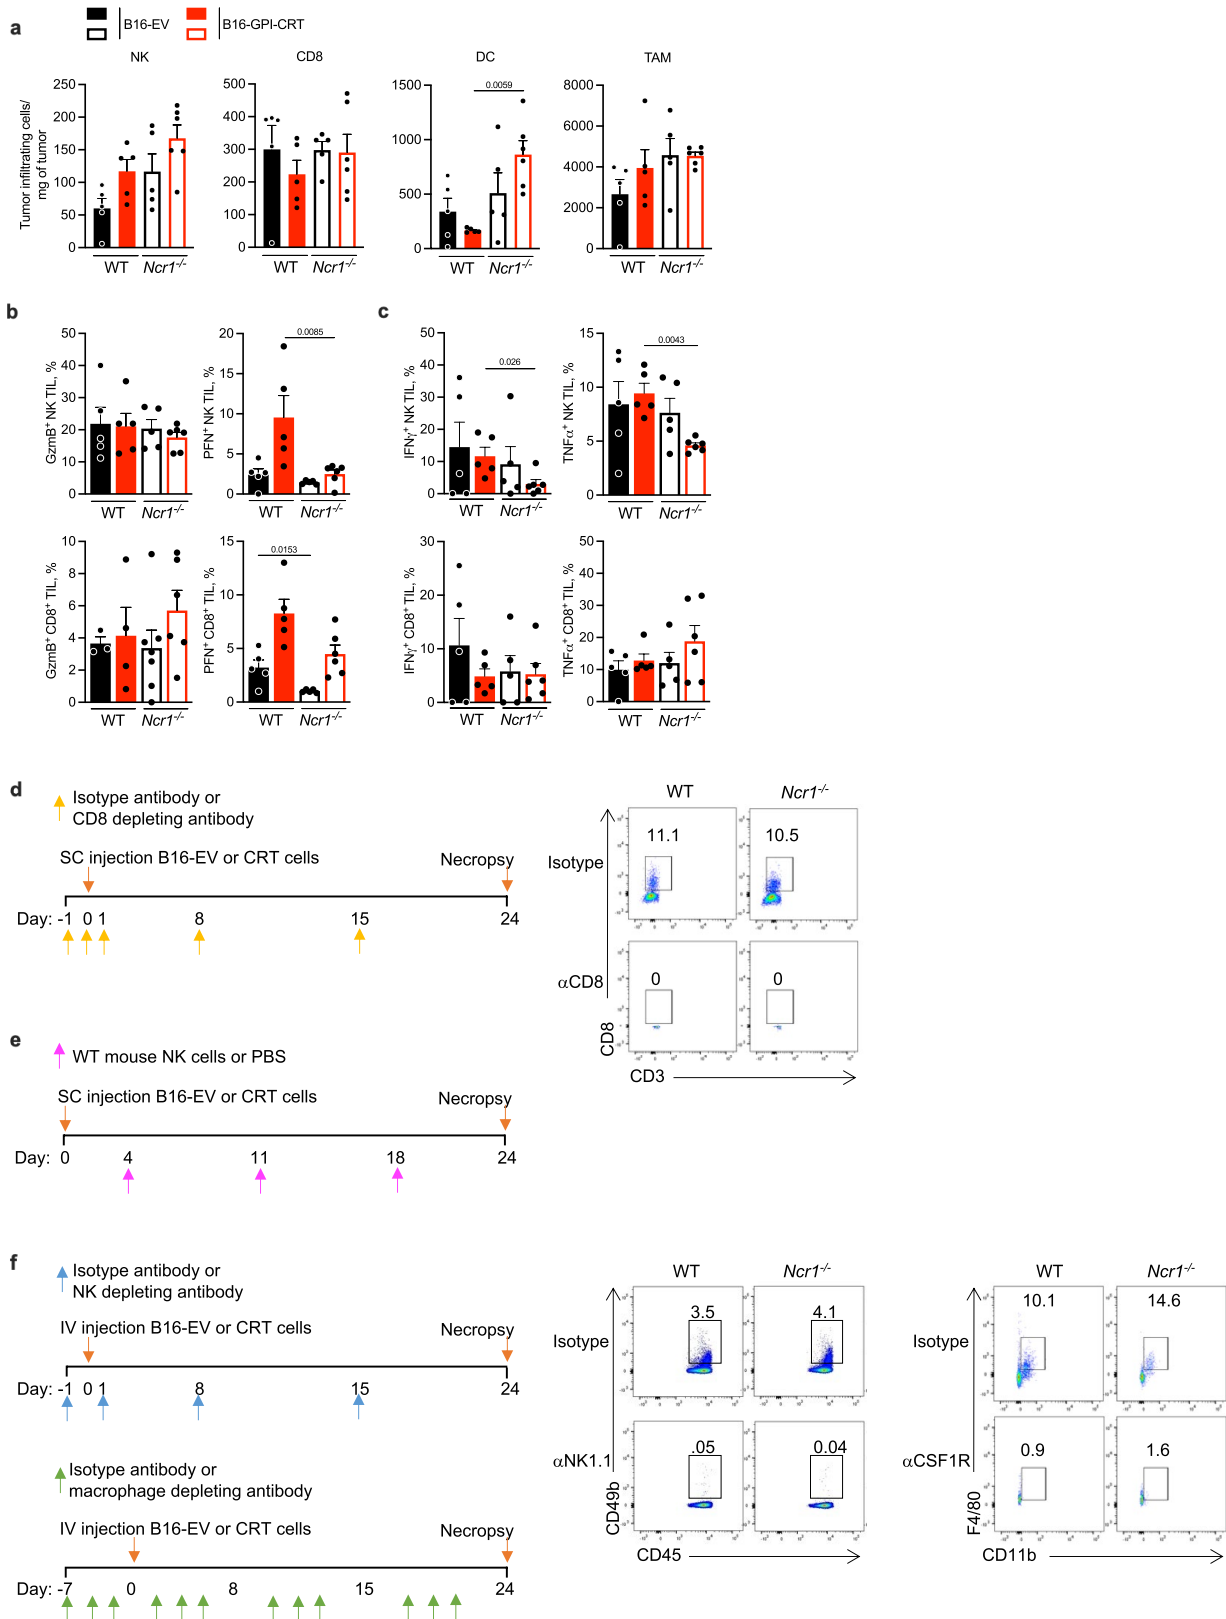 a
B16-EV
B16-GPI-CRT
NK
CD8
DC
TAM
Tumor infiltrating cells/
mg of tumor
250
200
150
100
50
0
500
400
300
200
100
0
1500
1000
500
0
8000
6000
4000
2000
0
0.0059
WT
Ncr1-/-
WT
Ncr1-/-
WT
Ncr1-/-
WT
Ncr1-/-
b
GzmB+ NK TIL, %
50
40
30
20
10
0
WT
Ncr1-/-
PFN+ NK TIL, %
20
15
10
5
0
0.0085
WT
Ncr1-/-
c
IFNγ+ NK TIL, %
50
40
30
20
10
0
0.026
WT
Ncr1-/-
TNFα+ NK TIL, %
15
10
5
0
0.0043
WT
Ncr1-/-
GzmB+ CD8+ TIL, %
10
8
6
4
2
0
WT
Ncr1-/-
PFN+ CD8+ TIL, %
15
10
5
0
0.0153
WT
Ncr1-/-
IFNγ+ CD8+ TIL, %
30
20
10
0
WT
Ncr1-/-
TNFα+ CD8+ TIL, %
50
40
30
20
10
0
WT
Ncr1-/-
d
Isotype antibody or
CD8 depleting antibody
SC injection B16-EV or CRT cells
Necropsy
Day: -1 0 1 8 15 24
WT
Ncr1-/-
Isotype
11.1
10.5
αCD8
0
0
CD8
CD3
e
WT mouse NK cells or PBS
SC injection B16-EV or CRT cells
Necropsy
Day: 0 4 11 18 24
f
Isotype antibody or
NK depleting antibody
IV injection B16-EV or CRT cells
Necropsy
Day: -1 0 1 8 15 24
Isotype antibody or
macrophage depleting antibody
IV injection B16-EV or CRT cells
Necropsy
Day: -7 0 8 15 24
WT
Ncr1-/-
Isotype
3.5
4.1
αNK1.1
.05
0.04
CD49b
CD45
WT
Ncr1-/-
Isotype
10.1
14.6
αCSF1R
0.9
1.6
F4/80
CD11b